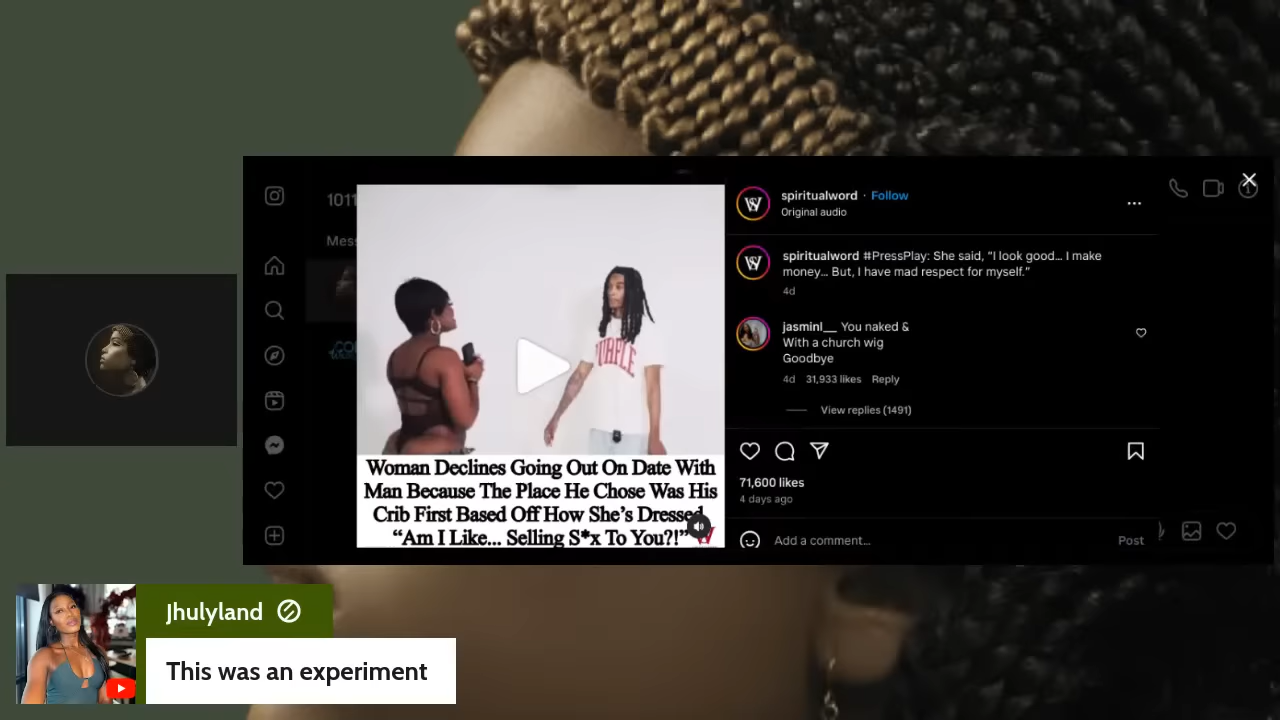 1011
Mess
spiritualword · Follow
Original audio
spiritualword #PressPlay: She said, “I look good… I make
money… But, I have mad respect for myself.”
4d
jasminl__ You naked &
With a church wig
Goodbye
4d 31,933 likes Reply
View replies (1491)
71,600 likes
4 days ago
Add a comment…
Post
PURPLE
Woman Declines Going Out On Date With
Man Because The Place He Chose Was His
Crib First Based Off How She’s Dressed
“Am I Like... Selling S*x To You?!”
Jhulyland
This was an experiment